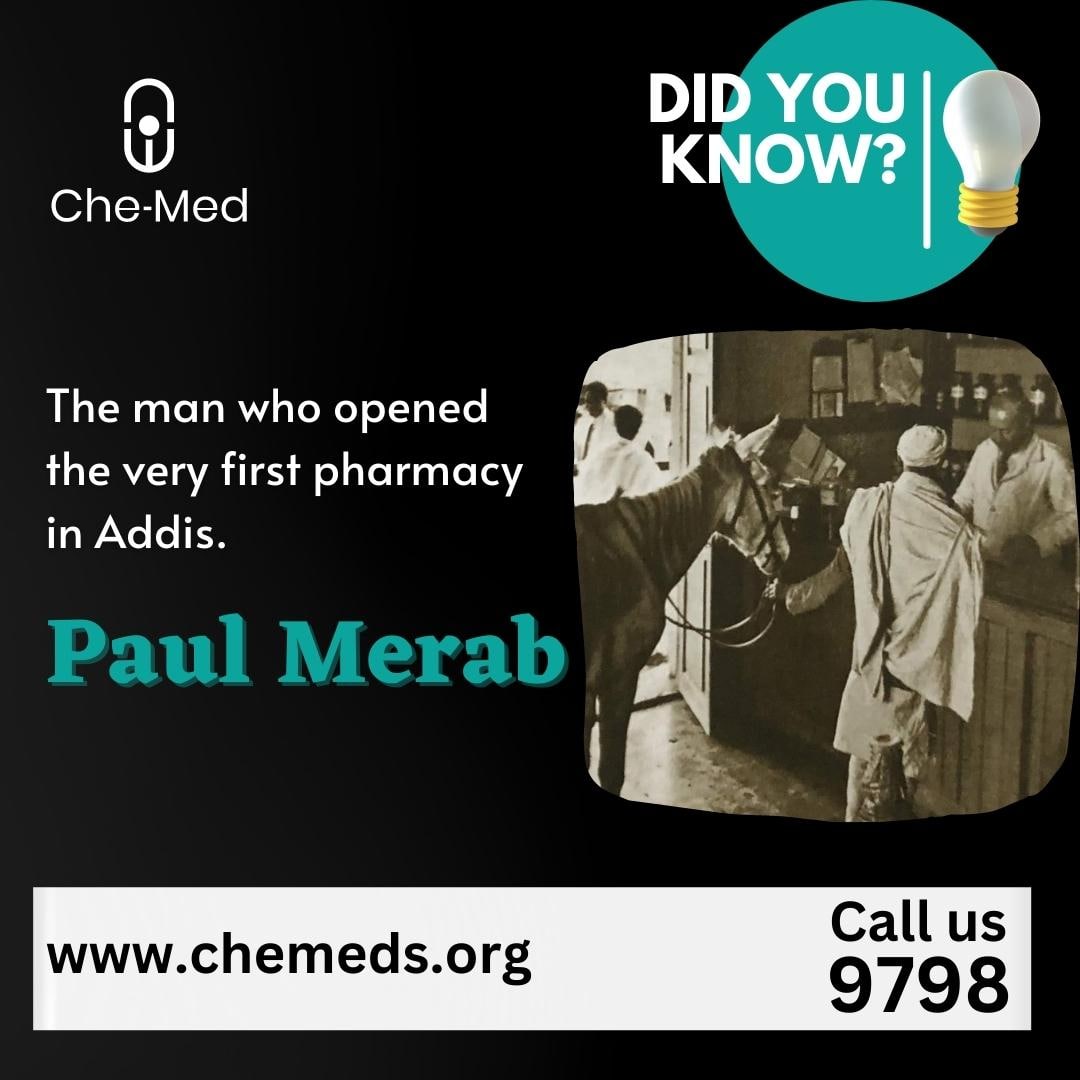 Che-Med
DID YOU
KNOW?
The man who opened
the very first pharmacy
in Addis.
Paul Merab
www.chemeds.org
Call us
9798